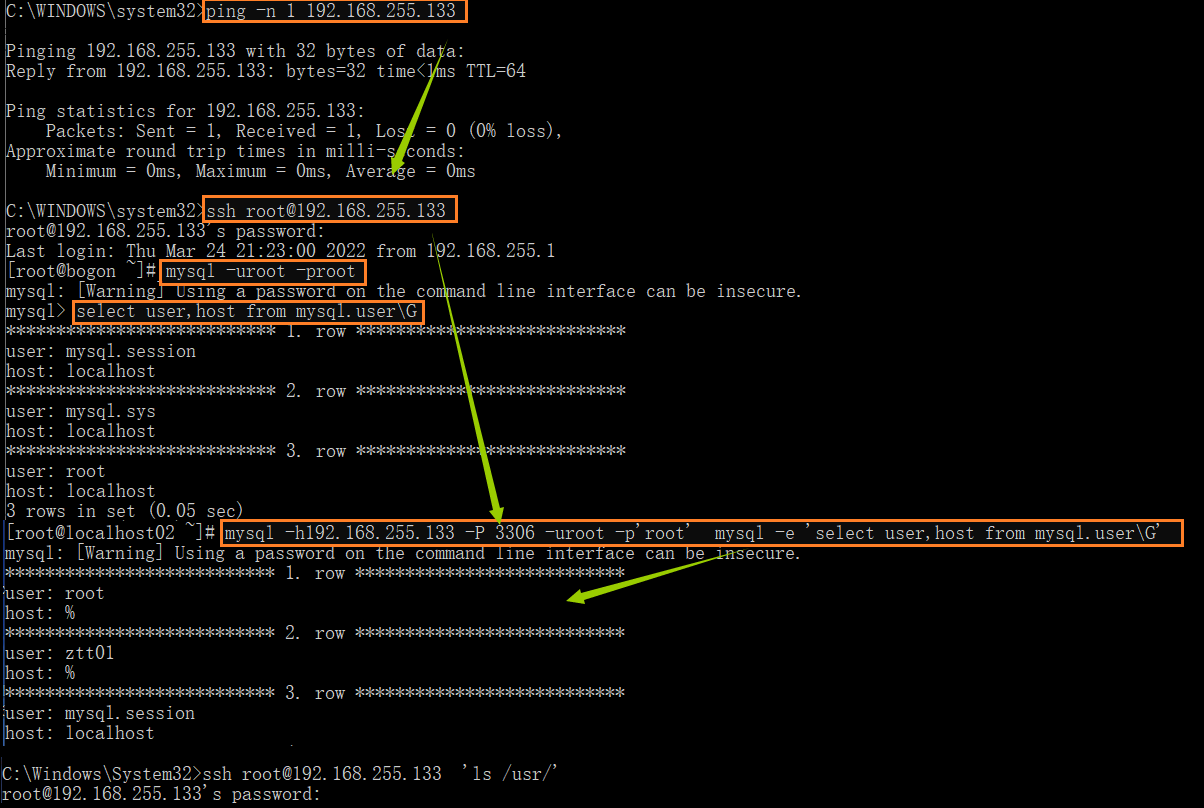 C:\WINDOWS\system32>ping -n 1 192.168.255.133
Pinging 192.168.255.133 with 32 bytes of data:
Reply from 192.168.255.133: bytes=32 time<1ms TTL=64
Ping statistics for 192.168.255.133:
    Packets: Sent = 1, Received = 1, Lost = 0 (0% loss),
Approximate round trip times in milli-seconds:
    Minimum = 0ms, Maximum = 0ms, Average = 0ms
C:\WINDOWS\system32>ssh root@192.168.255.133
root@192.168.255.133's password:
Last login: Thu Mar 24 21:23:00 2022 from 192.168.255.1
[root@bogon ~]# mysql -uroot -proot
mysql: [Warning] Using a password on the command line interface can be insecure.
mysql> select user,host from mysql.user\G
*************************** 1. row ***************************
user: mysql.session
host: localhost
*************************** 2. row ***************************
user: mysql.sys
host: localhost
*************************** 3. row ***************************
user: root
host: localhost
3 rows in set (0.05 sec)
[root@localhost02 ~]# mysql -h192.168.255.133 -P 3306 -uroot -p'root'  mysql -e 'select user,host from mysql.user\G'
mysql: [Warning] Using a password on the command line interface can be insecure.
*************************** 1. row ***************************
user: root
host: %
*************************** 2. row ***************************
user: ztt01
host: %
*************************** 3. row ***************************
user: mysql.session
host: localhost
C:\Windows\System32>ssh root@192.168.255.133  'ls /usr/'
root@192.168.255.133's password: